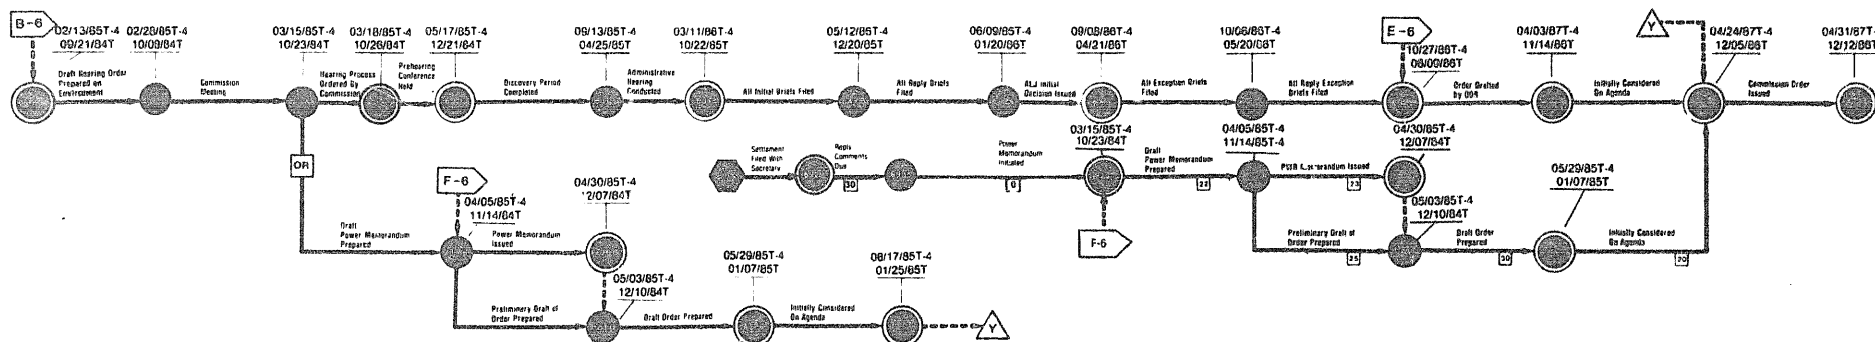 B-6
02/13/85T-4
09/21/84T
Draft Hearing Order
Prepared on
Environment
02/28/85T-4
10/09/84T
Commission
Meeting
03/15/85T-4
10/23/84T
Hearing Process
Ordered by
Commission
03/18/85T-4
10/26/84T
Prehearing
Conference
Held
05/17/85T-4
12/21/84T
Discovery Period
Completed
09/13/85T-4
04/25/85T
Administrative
Hearing
Conducted
03/11/86T-4
10/22/85T
All Initial Briefs Filed
05/12/86T-4
12/20/85T
All Reply Briefs
Filed
06/09/85T-4
01/20/86T
ALJ Initial
Decision Issued
09/08/86T-4
04/21/86T
All Exception Briefs
Filed
10/06/86T-4
05/20/86T
All Reply Exception
Briefs Filed
E-6
10/27/86T-4
06/09/86T
Order Drafted
by
04/03/87T-4
11/14/86T
Initially Considered
On Agenda
Y
04/24/87T-4
12/05/86T
Commission Order
Issued
04/31/87T-4
12/12/86T
OR
Settlement
Filed With
Secretary
Reply
Comments
Due
30
Power
Memorandum
Initiated
0
03/15/85T-4
10/23/84T
F-6
Draft
Power Memorandum
Prepared
22
04/05/85T-4
11/14/85T-4
Memorandum Issued
23
04/30/85T-4
12/07/84T
05/03/85T-4
12/10/84T
Preliminary Draft of
Order Prepared
25
Draft Order
Prepared
30
05/29/85T-4
01/07/85T
Initially Considered
On Agenda
20
Draft
Power Memorandum
Prepared
F-6
04/05/85T-4
11/14/84T
Power Memorandum
Issued
04/30/85T-4
12/07/84T
05/03/85T-4
12/10/84T
Preliminary Draft of
Order Prepared
Draft Order Prepared
05/29/85T-4
01/07/85T
Initially Considered
On Agenda
06/17/85T-4
01/25/85T
Y